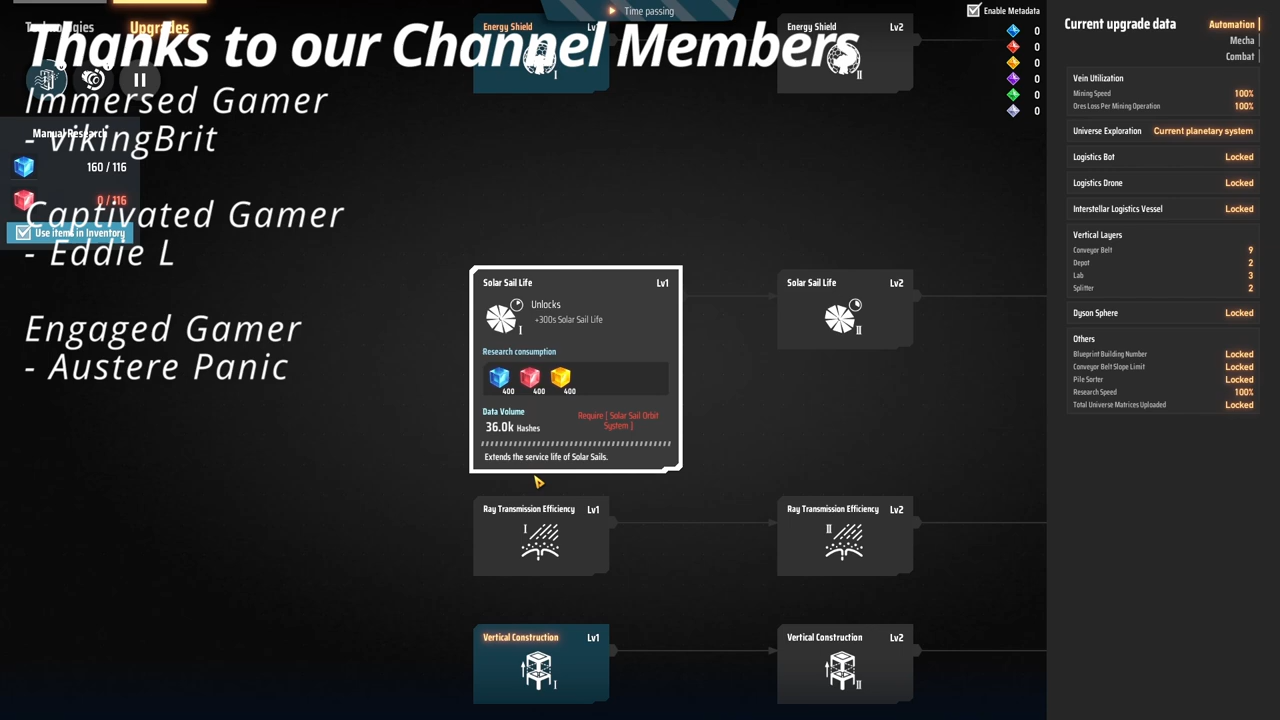 Time passing
Technologies
Upgrades
Thanks to our Channel Members
Immersed Gamer
- vikingBrit
Captivated Gamer
- Eddie L
Engaged Gamer
- Austere Panic
Manual Research
160 / 116
0 / 116
Use items in Inventory
Energy Shield
I
Energy Shield Lv2
II
Solar Sail Life Lv1
I
Unlocks
+300s Solar Sail Life
Research consumption
400 400 400
Data Volume
36.0k Hashes
Require [ Solar Sail Orbit
System ]
Extends the service life of Solar Sails.
Solar Sail Life Lv2
II
Ray Transmission Efficiency Lv1
I
Ray Transmission Efficiency Lv2
II
Vertical Construction Lv1
I
Vertical Construction Lv2
II
Enable Metadata
0
0
0
0
0
0
Current upgrade data
Automation
Mecha
Combat
Vein Utilization
Mining Speed 100%
Ores Loss Per Mining Operation 100%
Universe Exploration Current planetary system
Logistics Bot Locked
Logistics Drone Locked
Interstellar Logistics Vessel Locked
Vertical Layers
Conveyor Belt 9
Depot 2
Lab 3
Splitter 2
Dyson Sphere Locked
Others
Blueprint Building Number Locked
Conveyor Belt Slope Limit Locked
Pile Sorter Locked
Research Speed 100%
Total Universe Matrices Uploaded Locked